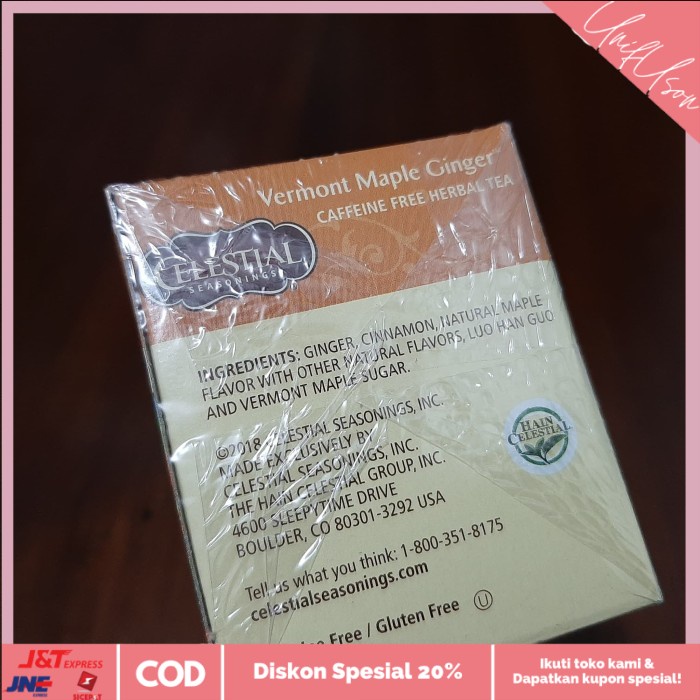 Unifl/son
Vermont Maple Ginger
CAFFEINE FREE HERBAL TEA
CELESTIAL
SEASONINGS
INGREDIENTS: GINGER, CINNAMON, NATURAL MAPLE
FLAVOR WITH OTHER NATURAL FLAVORS, LUO HAN GUO
AND VERMONT MAPLE SUGAR.
©2018 CELESTIAL SEASONINGS, INC.
MADE EXCLUSIVELY BY
CELESTIAL SEASONINGS, INC.
THE HAIN CELESTIAL GROUP, INC.
4600 SLEEPYTIME DRIVE
BOULDER, CO 80301-3292 USA
HAIN
CELESTIAL
Tell us what you think: 1-800-351-8175
celestialseasonings.com
Free / Gluten Free U
J&T EXPRESS
JNE EXPRESS
SICEPAT
COD
Diskon Spesial 20%
Ikuti toko kami &
Dapatkan kupon spesial!